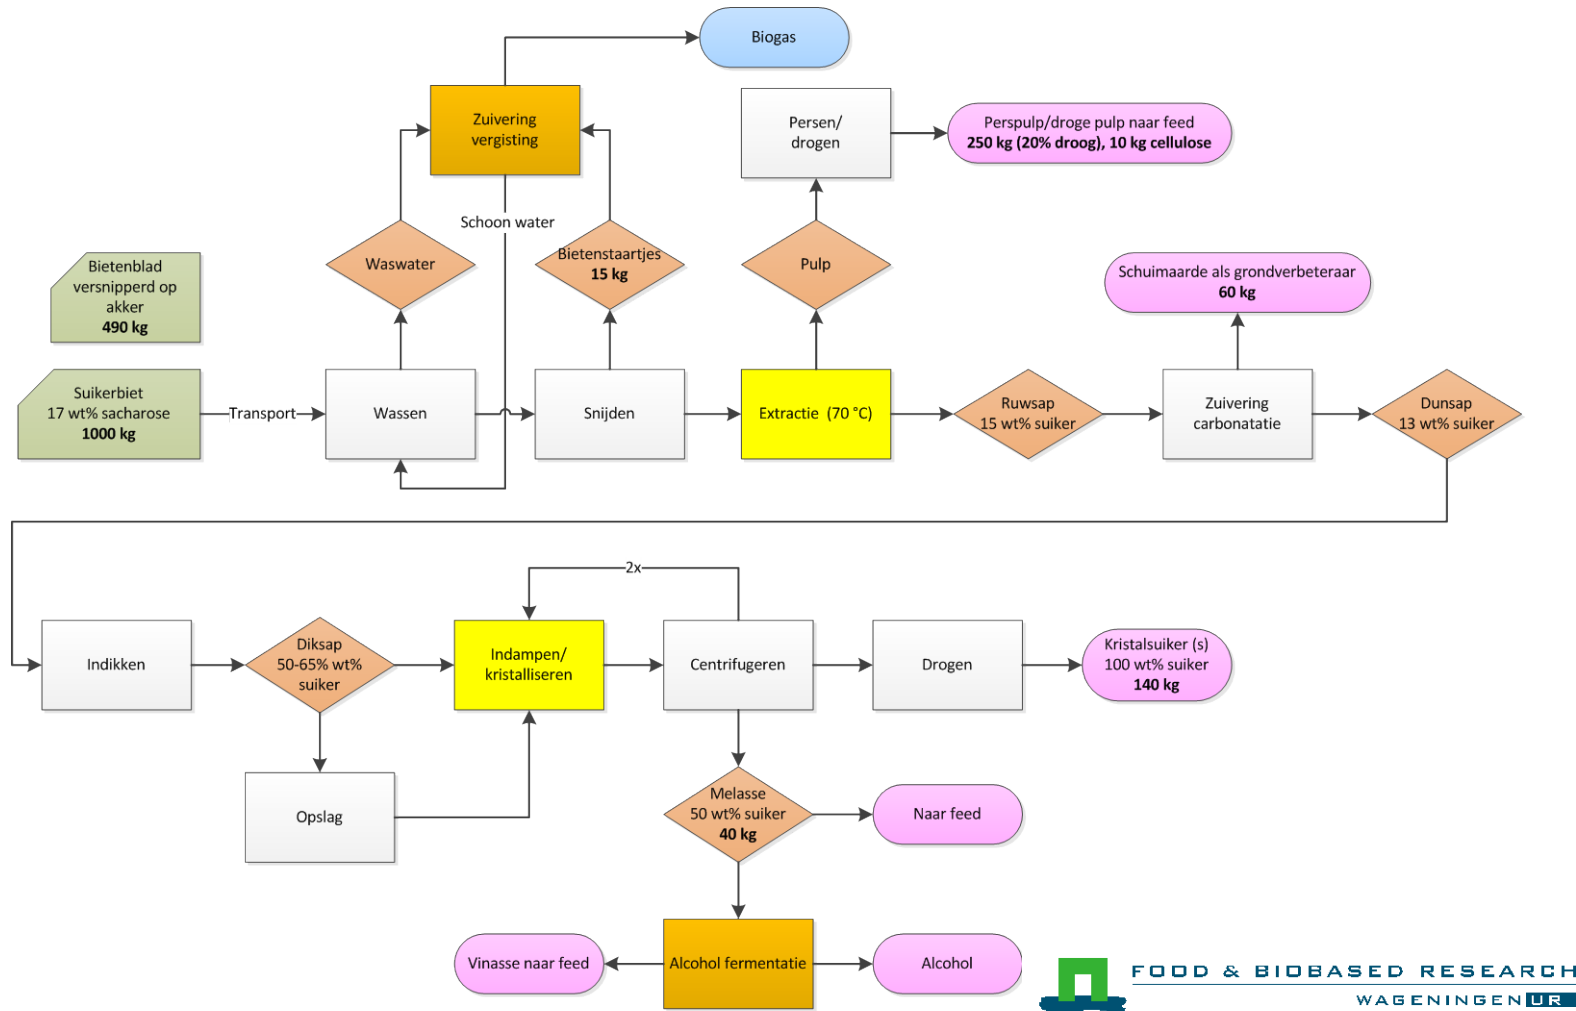 Biogas
Zuivering
vergisting
Persen/
drogen
Perspulp/droge pulp naar feed
250 kg (20% droog), 10 kg cellulose
Schoon water
Waswater
Bietenstaartjes
15 kg
Pulp
Bietenblad
versnipperd op
akker
490 kg
Schuimaarde als grondverbeteraar
60 kg
Suikerbiet
17 wt% sacharose
1000 kg
Transport
Wassen
Snijden
Extractie (70 °C)
Ruwsap
15 wt% suiker
Zuivering
carbonatatie
Dunsap
13 wt% suiker
2x
Indikken
Diksap
50-65% wt%
suiker
Indampen/
kristalliseren
Centrifugeren
Drogen
Kristalsuiker (s)
100 wt% suiker
140 kg
Opslag
Melasse
50 wt% suiker
40 kg
Naar feed
Vinasse naar feed
Alcohol fermentatie
Alcohol
FOOD & BIOBASED RESEARCH
WAGENINGEN UR